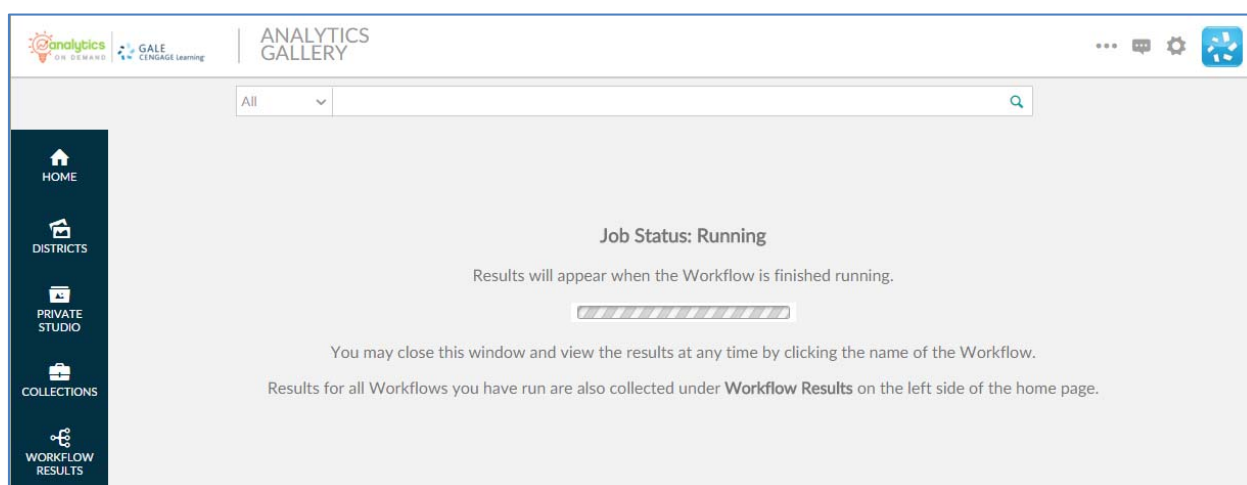 analytics
ON DEMAND
GALE
CENGAGE Learning
ANALYTICS
GALLERY
All
HOME
DISTRICTS
PRIVATE
STUDIO
COLLECTIONS
WORKFLOW
RESULTS
Job Status: Running
Results will appear when the Workflow is finished running.
You may close this window and view the results at any time by clicking the name of the Workflow.
Results for all Workflows you have run are also collected under Workflow Results on the left side of the home page.